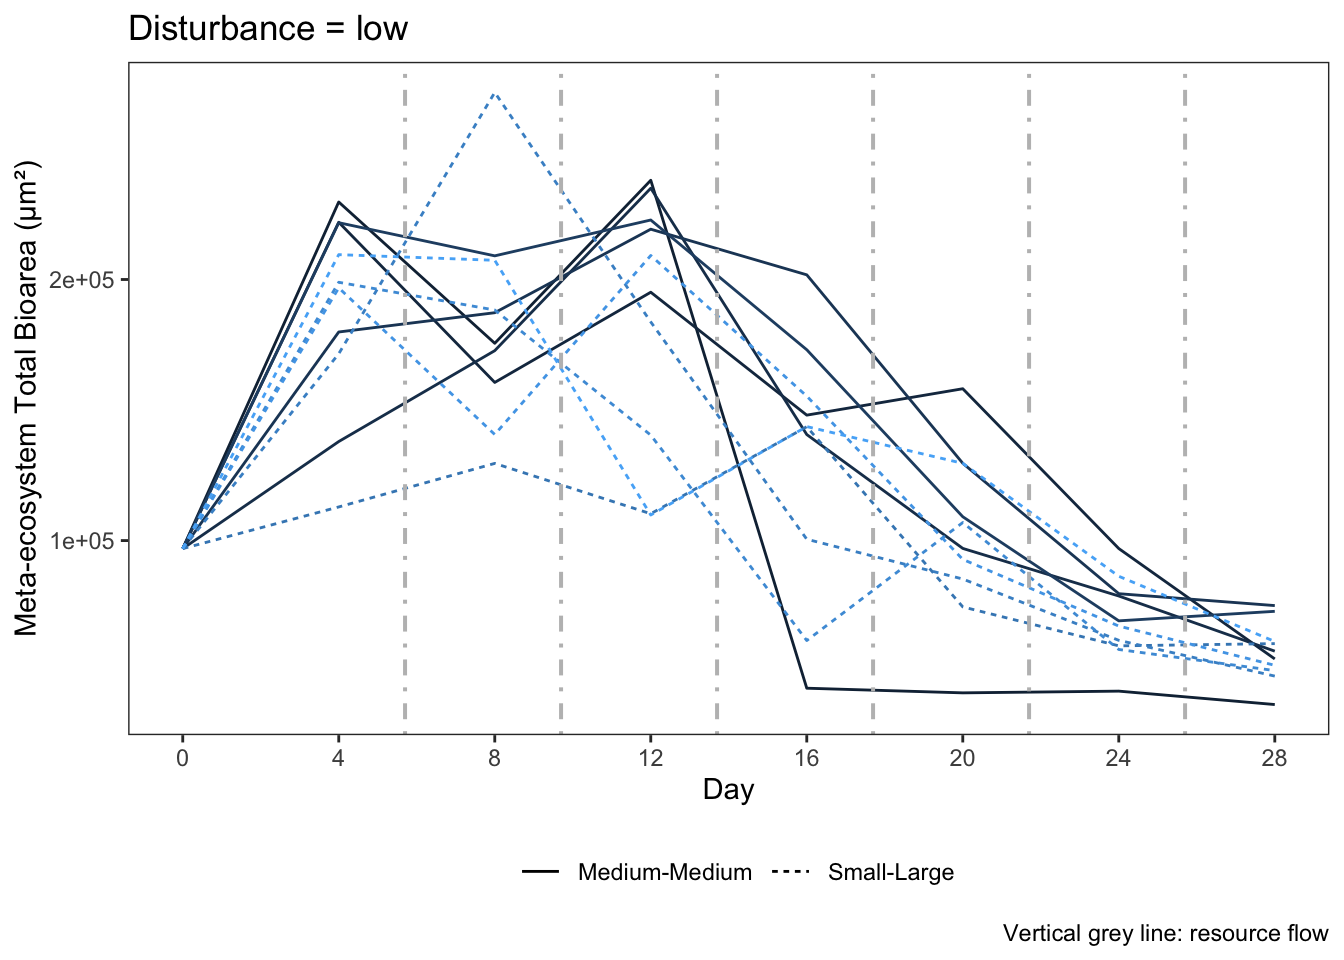 Disturbance = low
Meta-ecosystem Total Bioarea (µm²)
2e+05
1e+05
0 4 8 12 16 20 24 28
Day
Medium-Medium Small-Large
Vertical grey line: resource flow